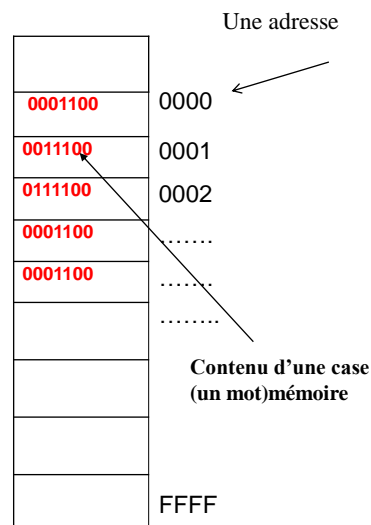 Une adresse
0001100 0000
0011100 0001
0111100 0002
0001100 .......
0001100 .......
.......
Contenu d'une case
(un mot)mémoire
FFFF